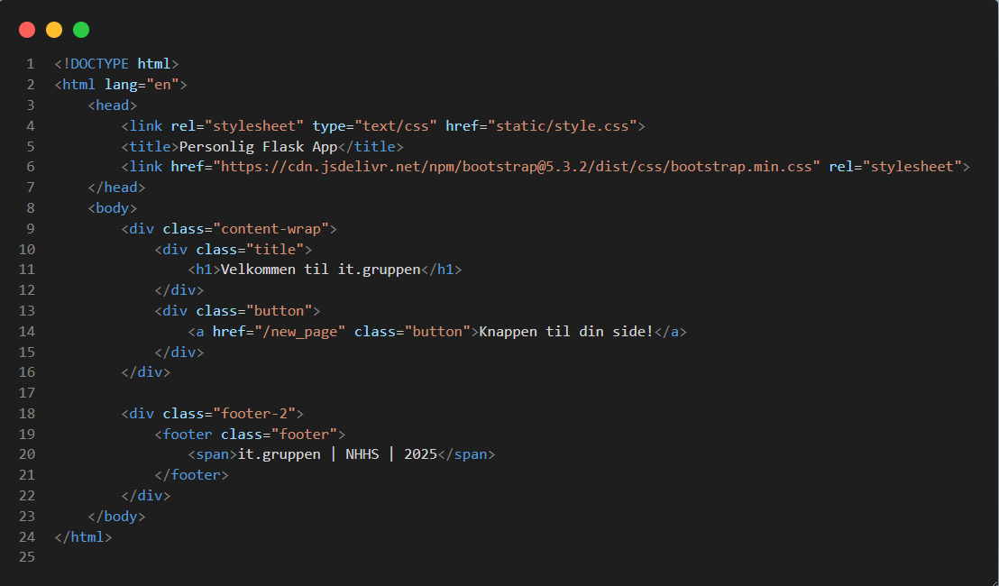 1 <!DOCTYPE html>
2 <html lang="en">
3     <head>
4         <link rel="stylesheet" type="text/css" href="static/style.css">
5         <title>Personlig Flask App</title>
6         <link href="https://cdn.jsdelivr.net/npm/bootstrap@5.3.2/dist/css/bootstrap.min.css" rel="stylesheet">
7     </head>
8     <body>
9         <div class="content-wrap">
10             <div class="title">
11                 <h1>Velkommen til it.gruppen</h1>
12             </div>
13             <div class="button">
14                 <a href="/new_page" class="button">Knappen til din side!</a>
15             </div>
16         </div>
17
18         <div class="footer-2">
19             <footer class="footer">
20                 <span>it.gruppen | NHHS | 2025</span>
21             </footer>
22         </div>
23     </body>
24 </html>
25